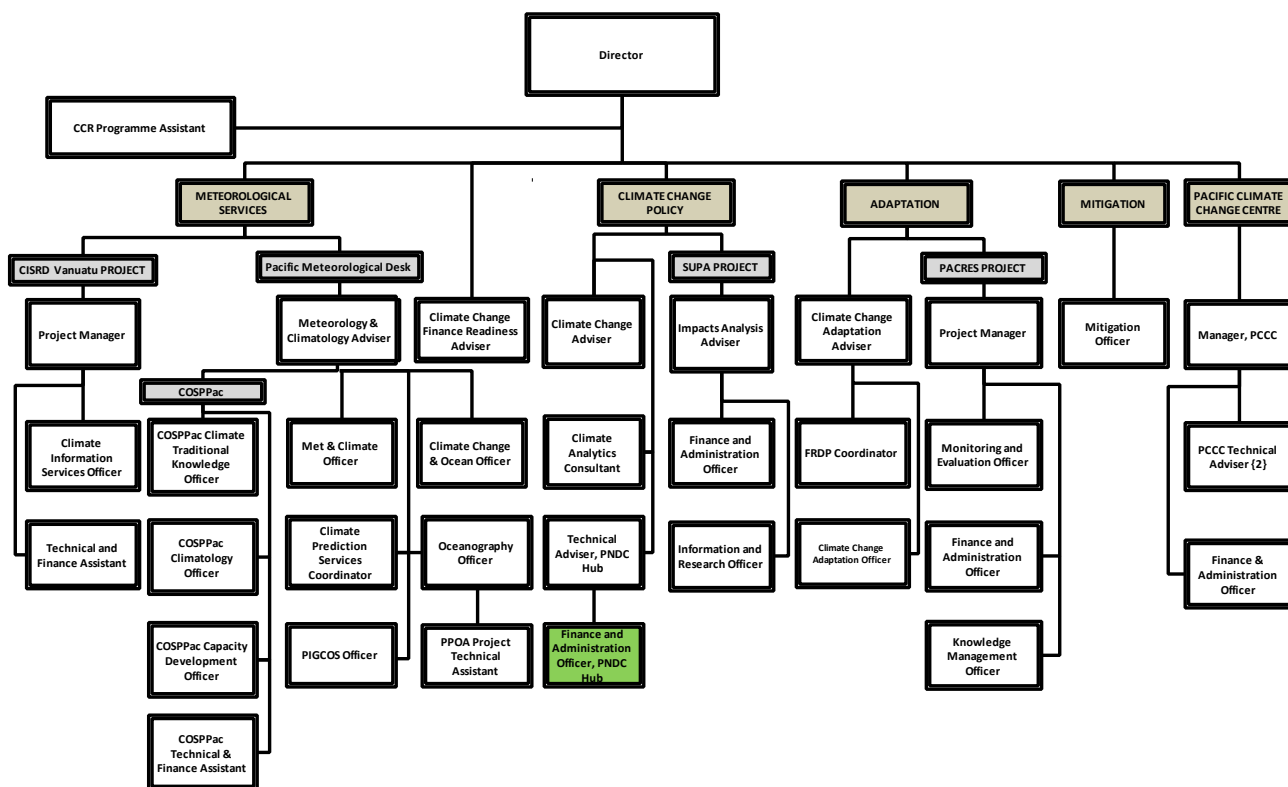 Director
CCR Programme Assistant
METEOROLOGICAL
SERVICES
CLIMATE CHANGE
POLICY
ADAPTATION
MITIGATION
PACIFIC CLIMATE
CHANGE CENTRE
CISRD Vanuatu PROJECT
Pacific Meteorological Desk
SUPA PROJECT
PACRES PROJECT
Project Manager
Meteorology &
Climatology Adviser
Climate Change
Finance Readiness
Adviser
Climate Change
Adviser
Impacts Analysis
Adviser
Climate Change
Adaptation
Adviser
Project Manager
Mitigation
Officer
Manager, PCCC
COSPPac
Climate
Information
Services Officer
COSPPac Climate
Traditional
Knowledge
Officer
Met & Climate
Officer
Climate Change
& Ocean Officer
Climate
Analytics
Consultant
Finance and
Administration
Officer
FRDP Coordinator
Monitoring and
Evaluation Officer
PCCC Technical
Adviser {2}
Technical and
Finance Assistant
COSPPac
Climatology
Officer
Climate
Prediction
Services
Coordinator
Oceanography
Officer
Technical
Adviser, PNDC
Hub
Information and
Research Officer
Climate Change
Adaptation Officer
Finance and
Administration
Officer
Finance &
Administration
Officer
COSPPac Capacity
Development
Officer
PIGCOS Officer
PPOA Project
Technical
Assistant
Finance and
Administration
Officer, PNDC
Hub
Knowledge
Management
Officer
COSPPac
Technical &
Finance Assistant